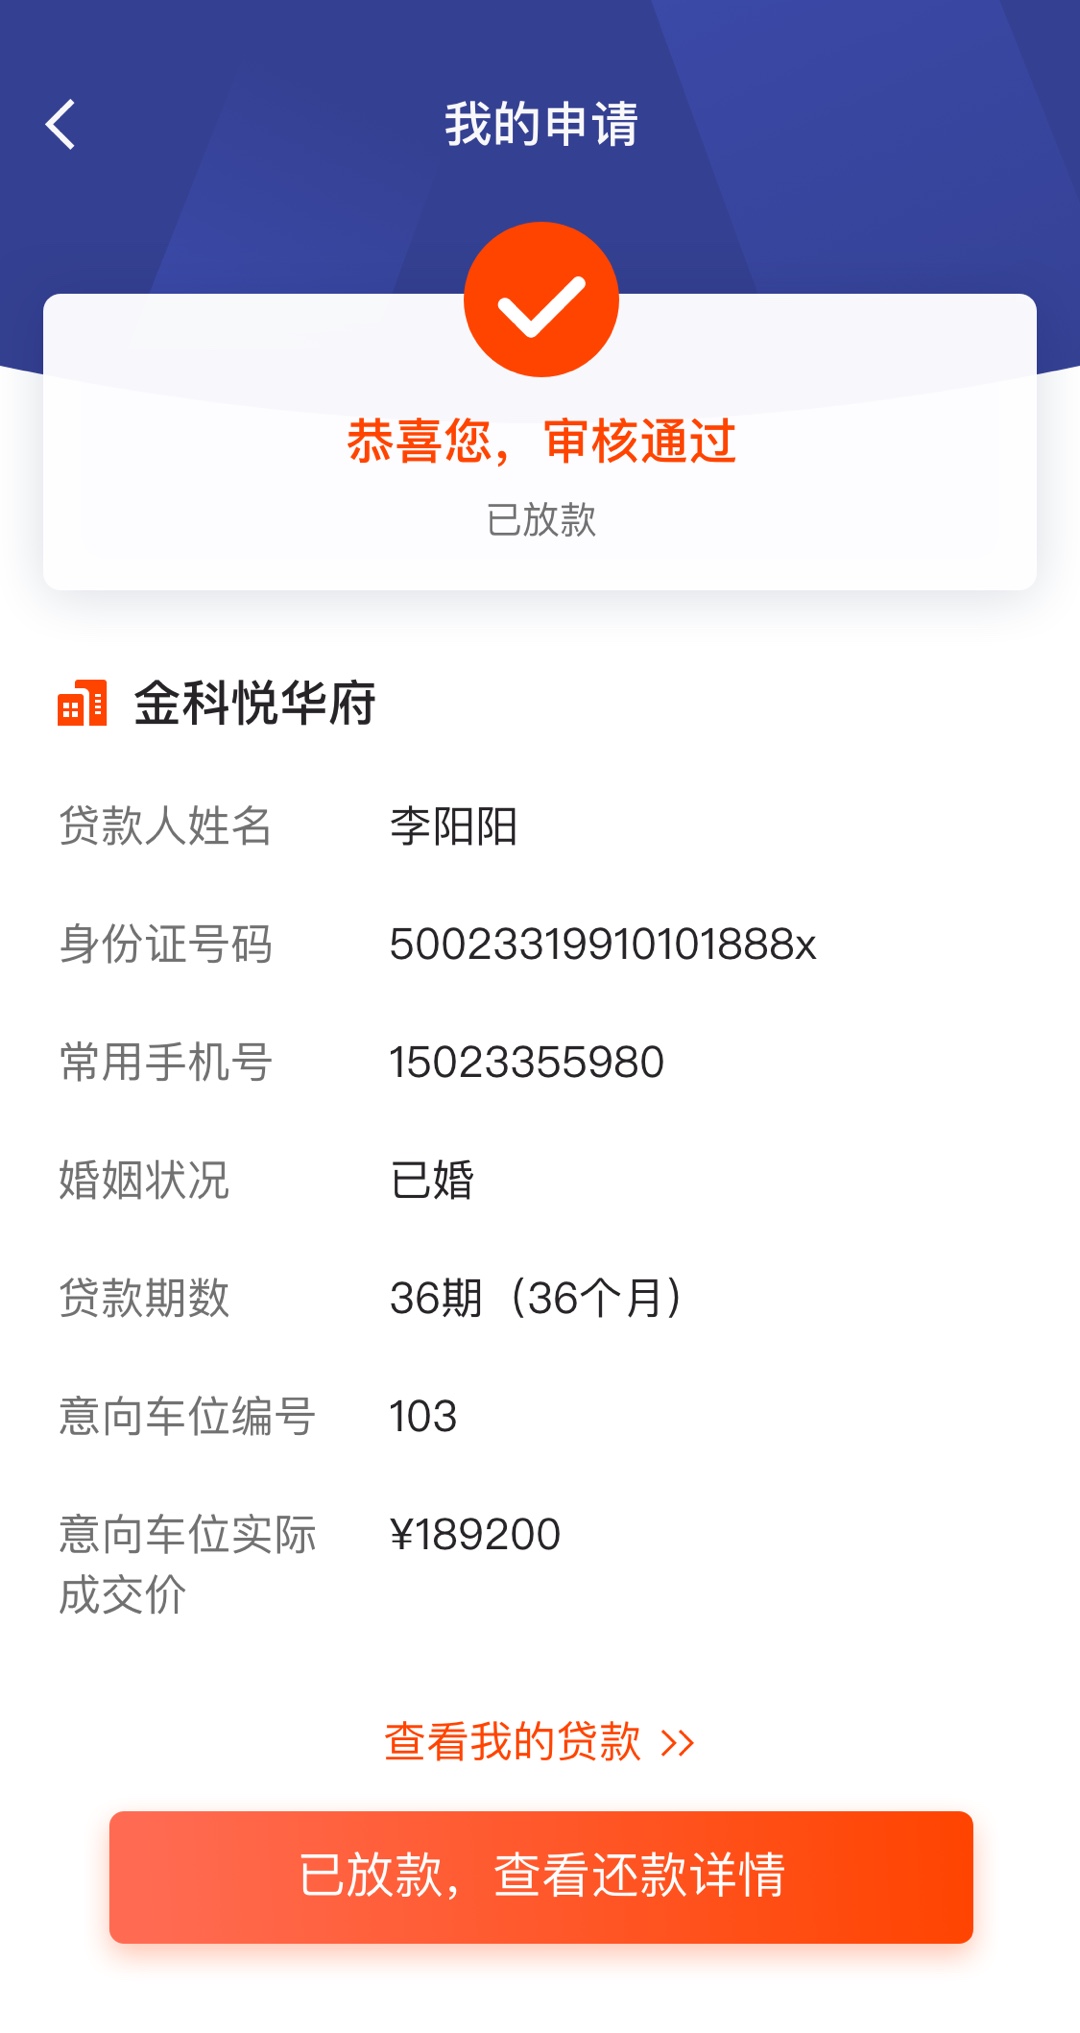 我的申请
恭喜您，审核通过
已放款
金科悦华府
贷款人姓名 李阳阳
身份证号码 50023319910101888x
常用手机号 15023355980
婚姻状况 已婚
贷款期数 36期（36个月）
意向车位编号 103
意向车位实际 ¥189200
成交价
查看我的贷款 >>
已放款，查看还款详情